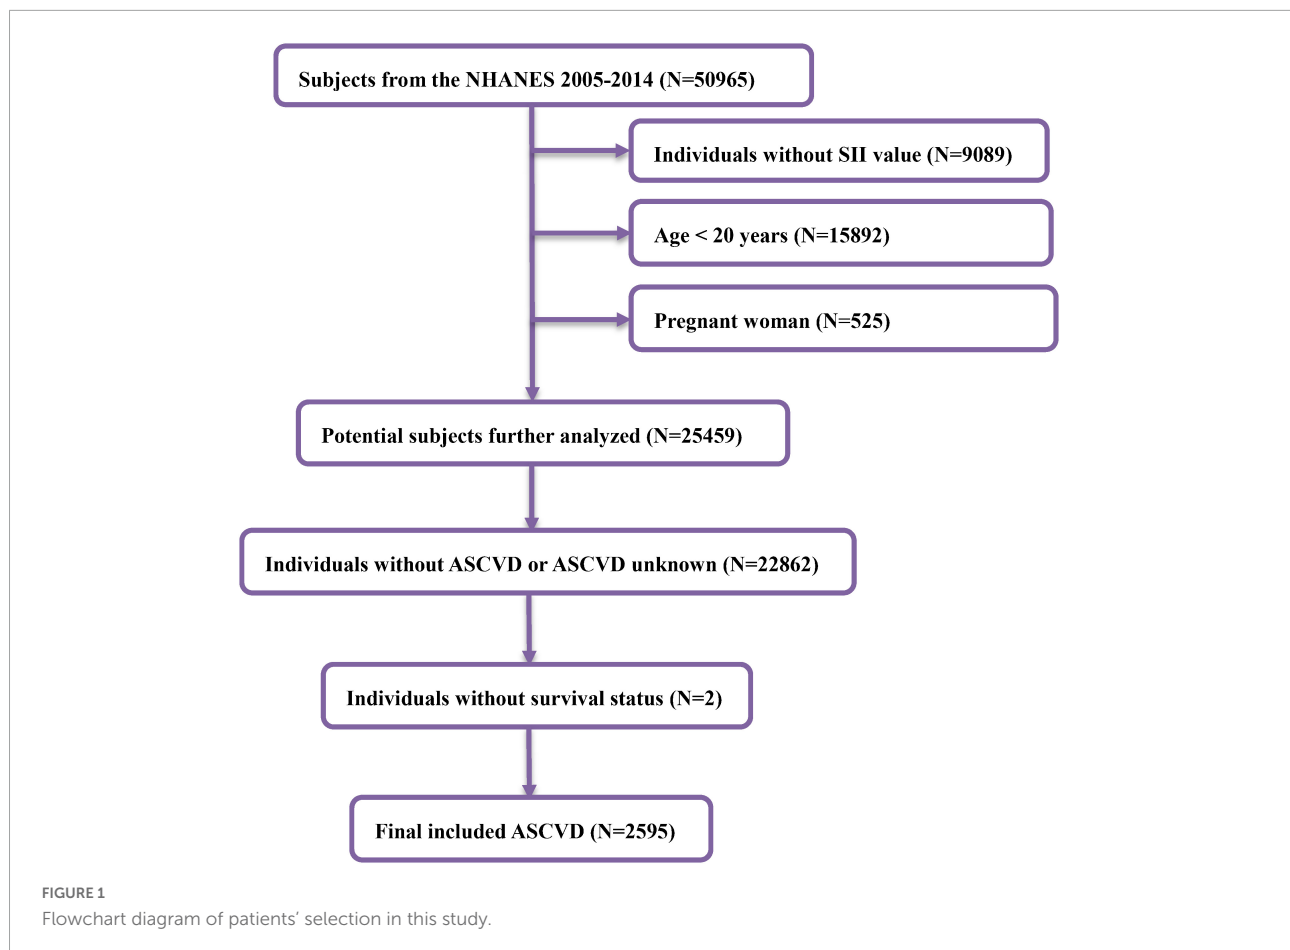 Subjects from the NHANES 2005-2014 (N=50965)
Individuals without SII value (N=9089)
Age < 20 years (N=15892)
Pregnant woman (N=525)
Potential subjects further analyzed (N=25459)
Individuals without ASCVD or ASCVD unknown (N=22862)
Individuals without survival status (N=2)
Final included ASCVD (N=2595)
FIGURE 1
Flowchart diagram of patients’ selection in this study.